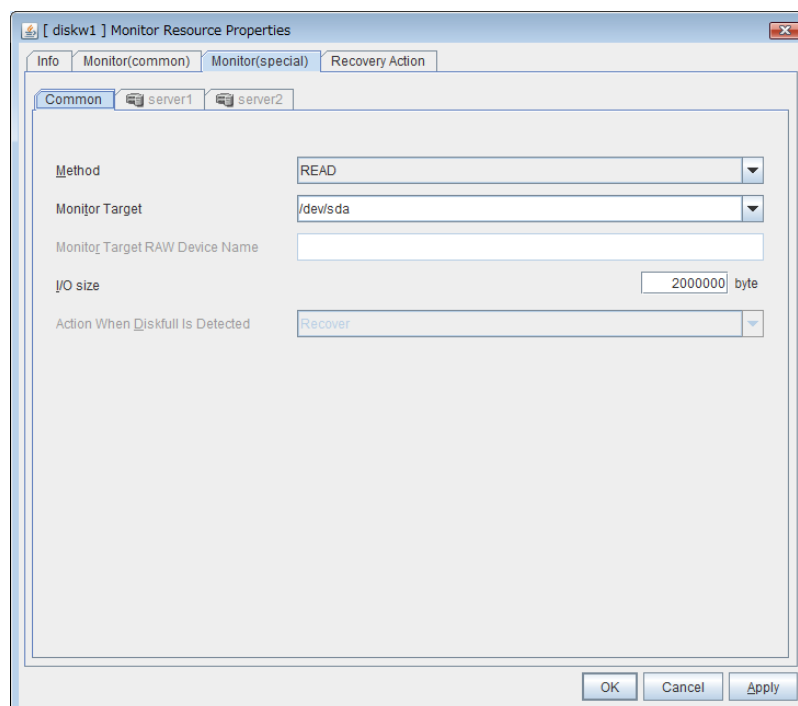 [ diskw1 ] Monitor Resource Properties
Info Monitor(common) Monitor(special) Recovery Action
Common server1 server2
Method READ
Monitor Target /dev/sda
Monitor Target RAW Device Name
I/O size 2000000 byte
Action When Diskfull Is Detected Recover
OK Cancel Apply